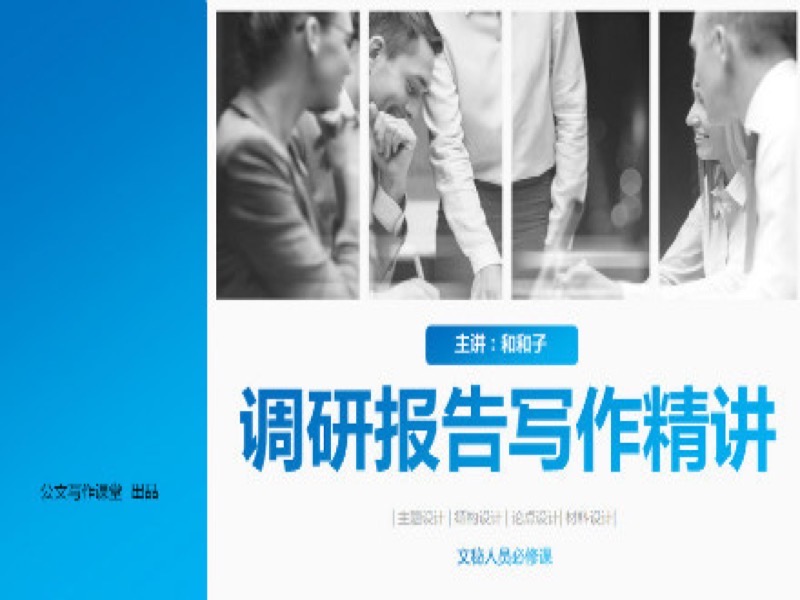 主讲：和和子
调研报告写作精讲
公文写作课堂 出品
|主题设计|结构设计|论点设计|材料设计|
文秘人员必修课